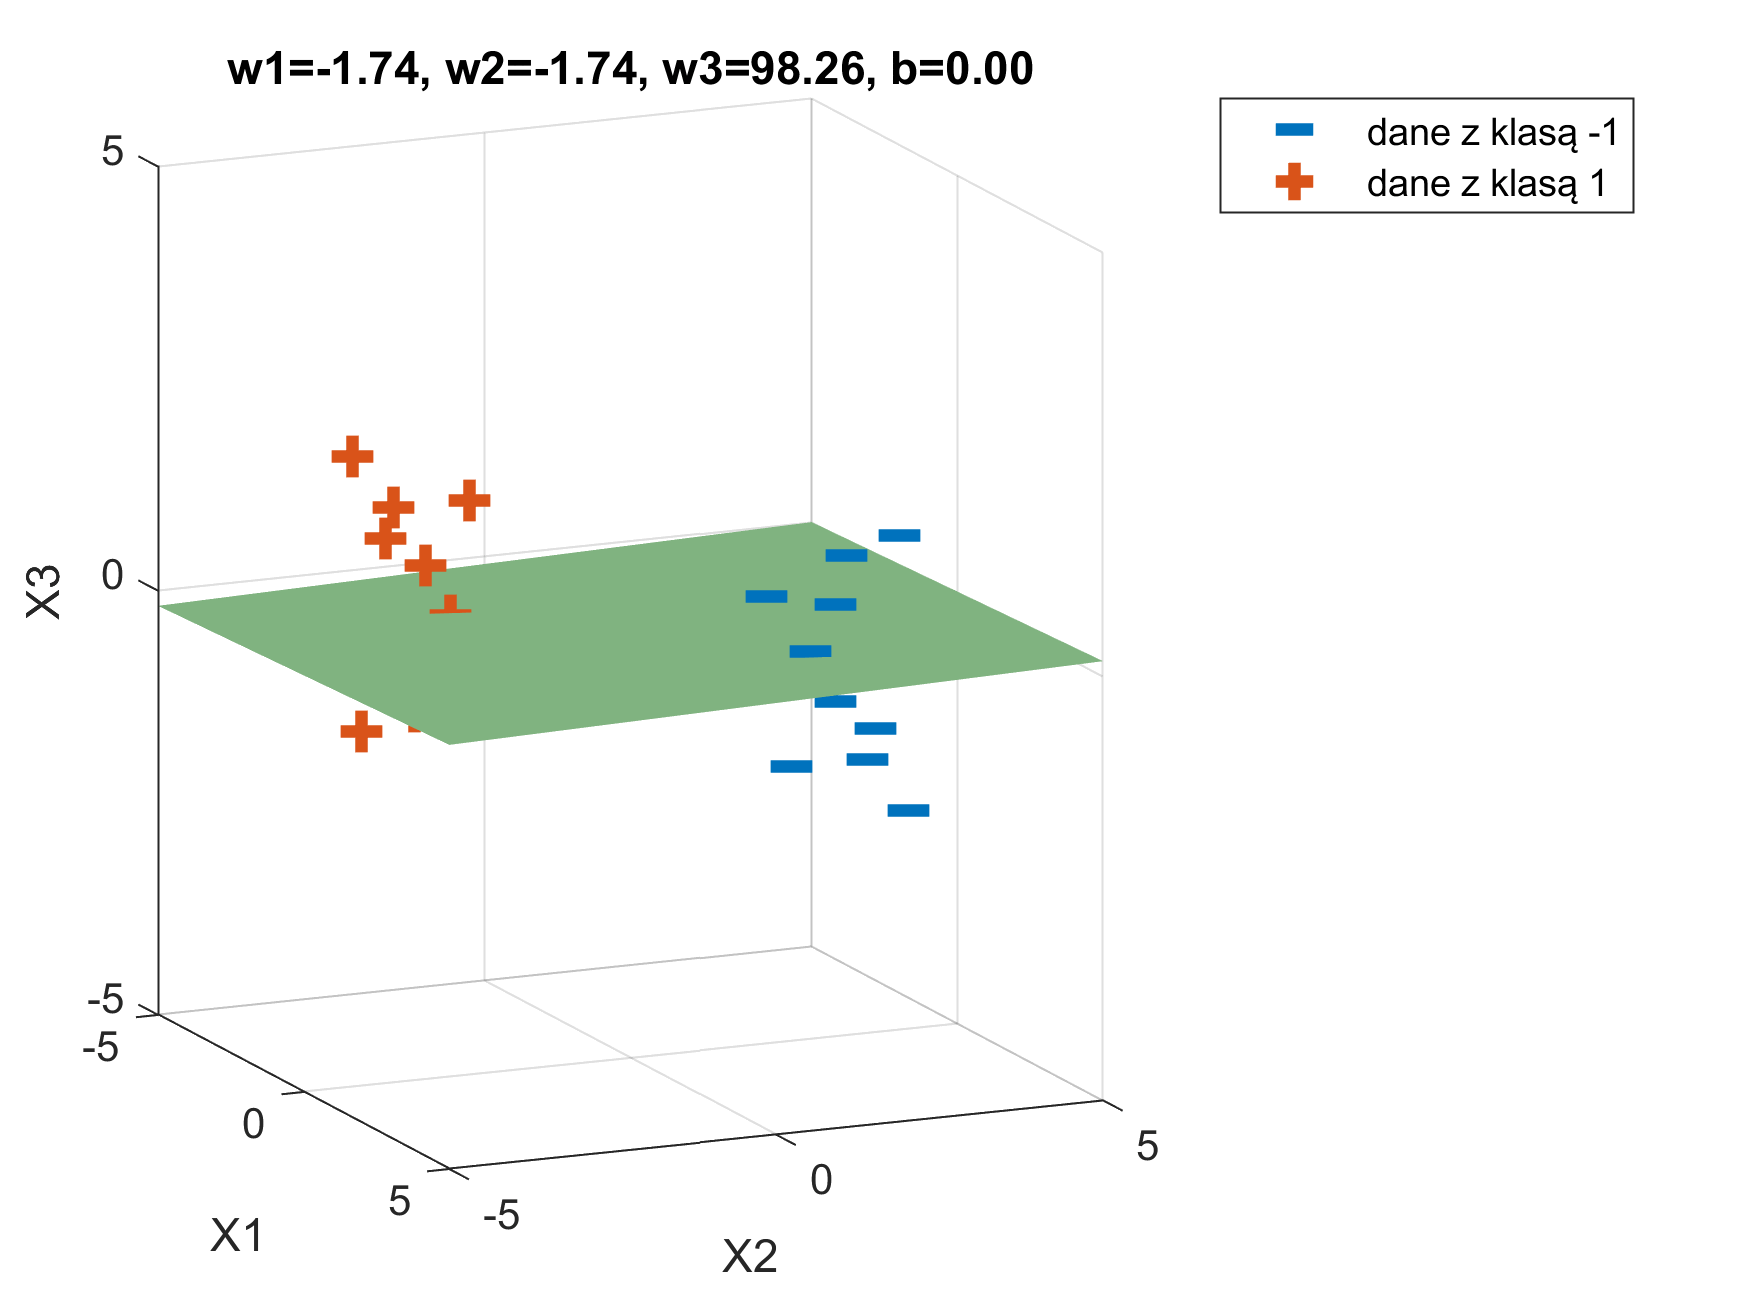 w1=-1.74, w2=-1.74, w3=98.26, b=0.00
dane z klasą -1
dane z klasą 1
5
0
-5
X3
-5
0
5
X1
-5
0
5
X2